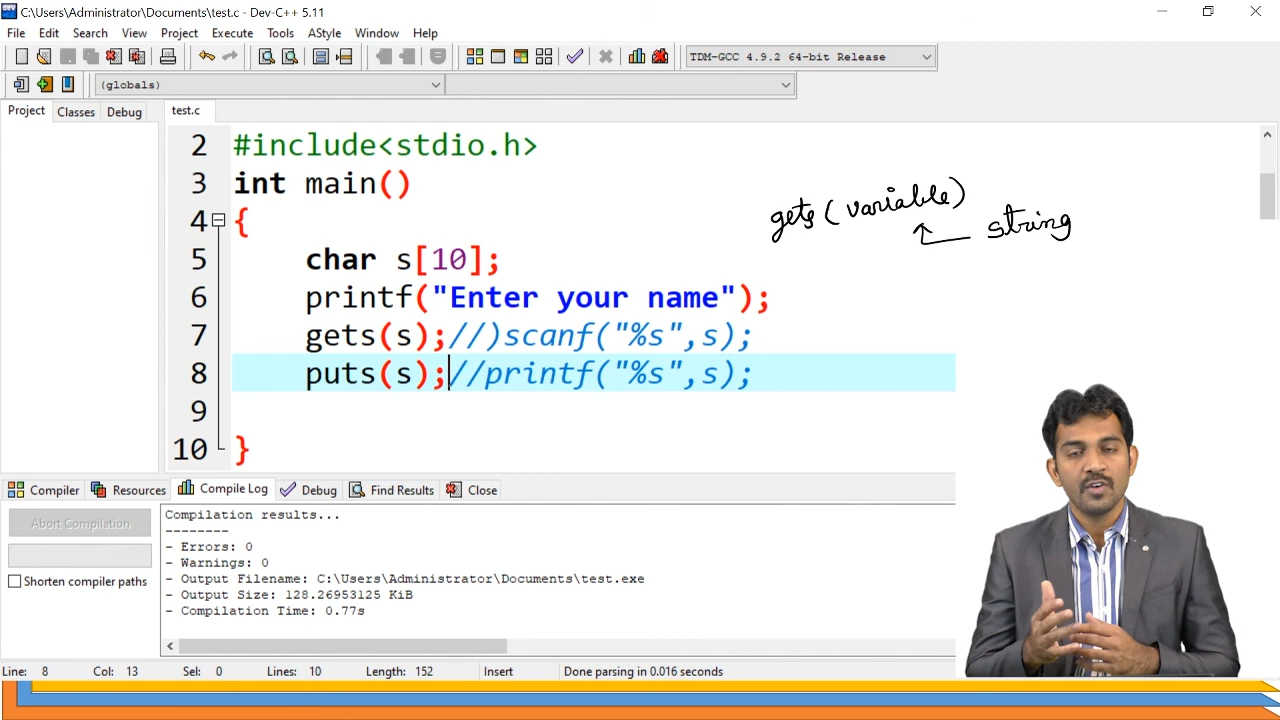 C:\Users\Administrator\Documents\test.c - Dev-C++ 5.11
File Edit Search View Project Execute Tools AStyle Window Help
TDM-GCC 4.9.2 64-bit Release
(globals)
Project Classes Debug
test.c
2 #include<stdio.h>
3 int main()
4 {
5 char s[10];
6 printf("Enter your name");
7 gets(s);//)scanf("%s",s);
8 puts(s);//printf("%s",s);
9
10 }
gets(variable)
string
Compiler Resources Compile Log Debug Find Results Close
Abort Compilation
Shorten compiler paths
Compilation results...
--------
- Errors: 0
- Warnings: 0
- Output Filename: C:\Users\Administrator\Documents\test.exe
- Output Size: 128.26953125 KiB
- Compilation Time: 0.77s
Line: 8 Col: 13 Sel: 0 Lines: 10 Length: 152 Insert Done parsing in 0.016 seconds